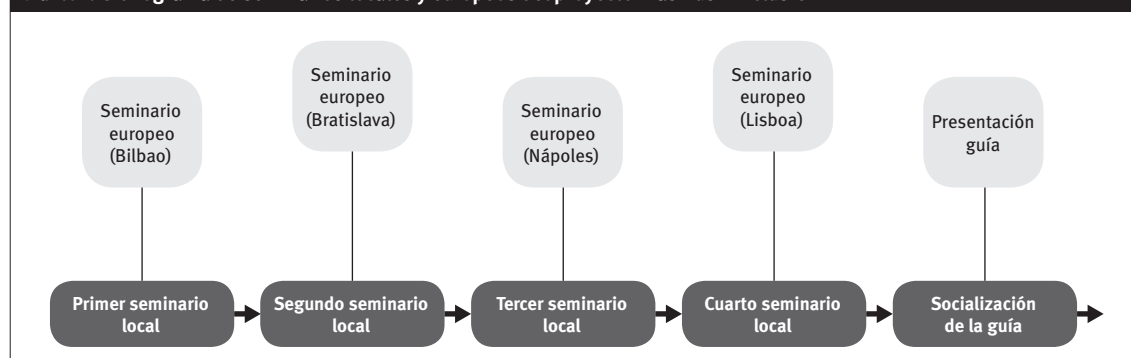 Seminario
europeo
(Bilbao)
Seminario
europeo
(Bratislava)
Seminario
europeo
(Nápoles)
Seminario
europeo
(Lisboa)
Presentación
guía
Primer seminario
local
Segundo seminario
local
Tercer seminario
local
Cuarto seminario
local
Socialización
de la guía